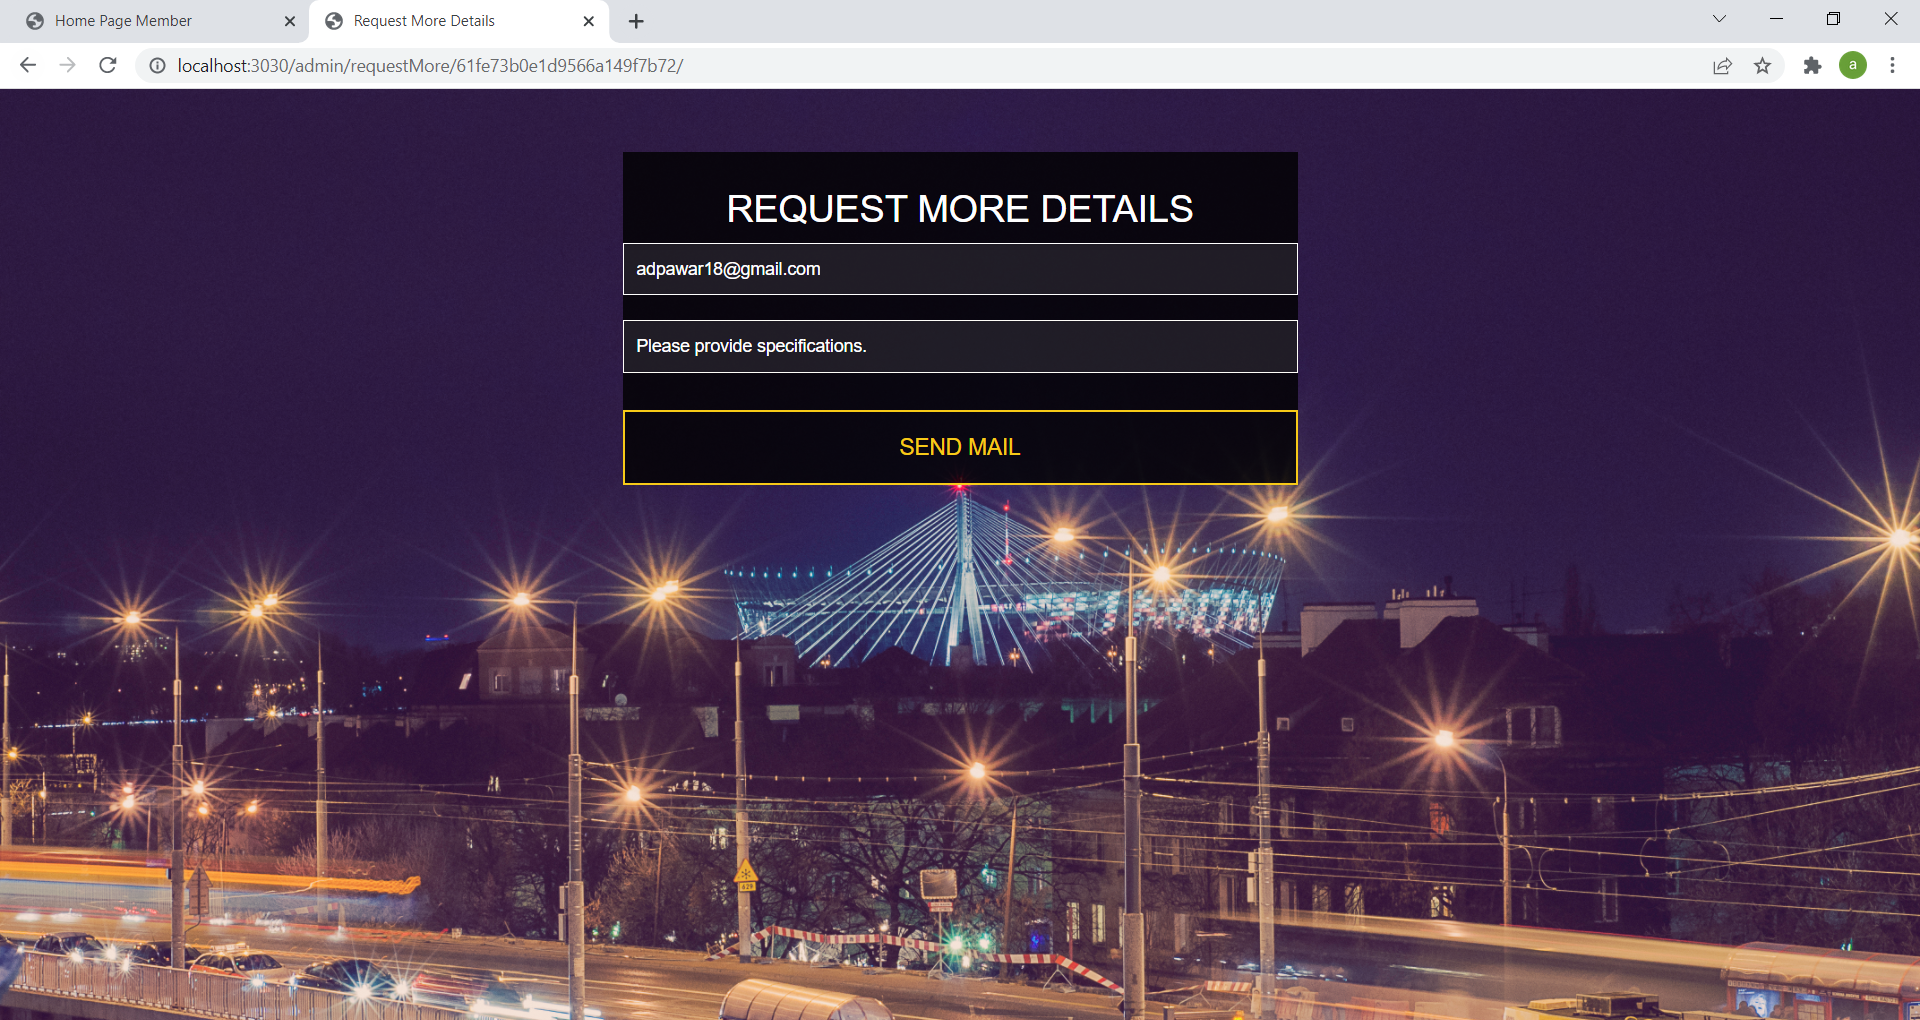 Home Page Member
Request More Details
localhost:3030/admin/requestMore/61fe73b0e1d9566a149f7b72/
a
REQUEST MORE DETAILS
adpawar18@gmail.com
Please provide specifications.
SEND MAIL
629